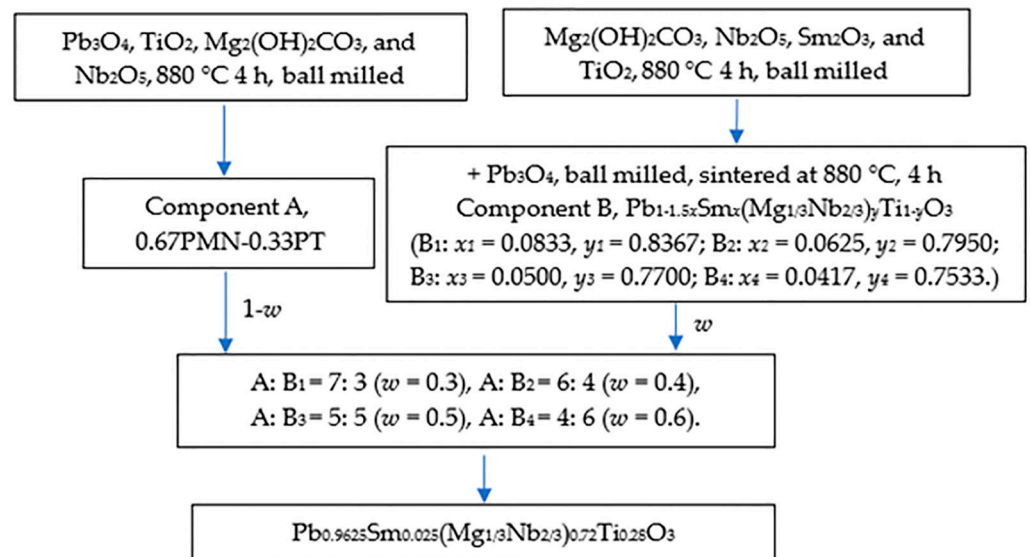 Pb₃O₄, TiO₂, Mg₂(OH)₂CO₃, and
Nb₂O₅, 880 °C 4 h, ball milled
Mg₂(OH)₂CO₃, Nb₂O₅, Sm₂O₃, and
TiO₂, 880 °C 4 h, ball milled
Component A,
0.67PMN-0.33PT
+ Pb₃O₄, ball milled, sintered at 880 °C, 4 h
Component B, Pb₁₋₁.₅ₓSmₓ(Mg₁/₃Nb₂/₃)yTi₁-yO₃
(B₁: x₁ = 0.0833, y₁ = 0.8367; B₂: x₂ = 0.0625, y₂ = 0.7950;
B₃: x₃ = 0.0500, y₃ = 0.7700; B₄: x₄ = 0.0417, y₄ = 0.7533.)
1-w
w
A: B₁ = 7: 3 (w = 0.3), A: B₂ = 6: 4 (w = 0.4),
A: B₃ = 5: 5 (w = 0.5), A: B₄ = 4: 6 (w = 0.6).
Pb₀.₉₆₂₅Sm₀.₀₂₅(Mg₁/₃Nb₂/₃)₀.₇₂Ti₀.₂₈O₃